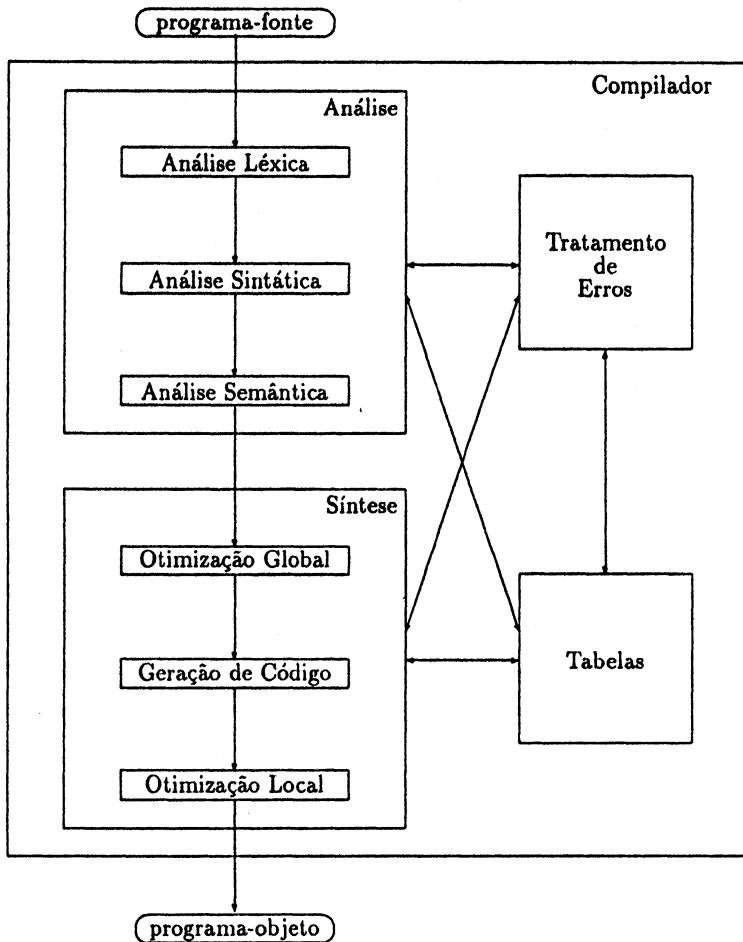 programa-fonte
Compilador
Análise
Análise Léxica
Análise Sintática
Análise Semântica
Tratamento
de
Erros
Síntese
Otimização Global
Geração de Código
Otimização Local
Tabelas
programa-objeto